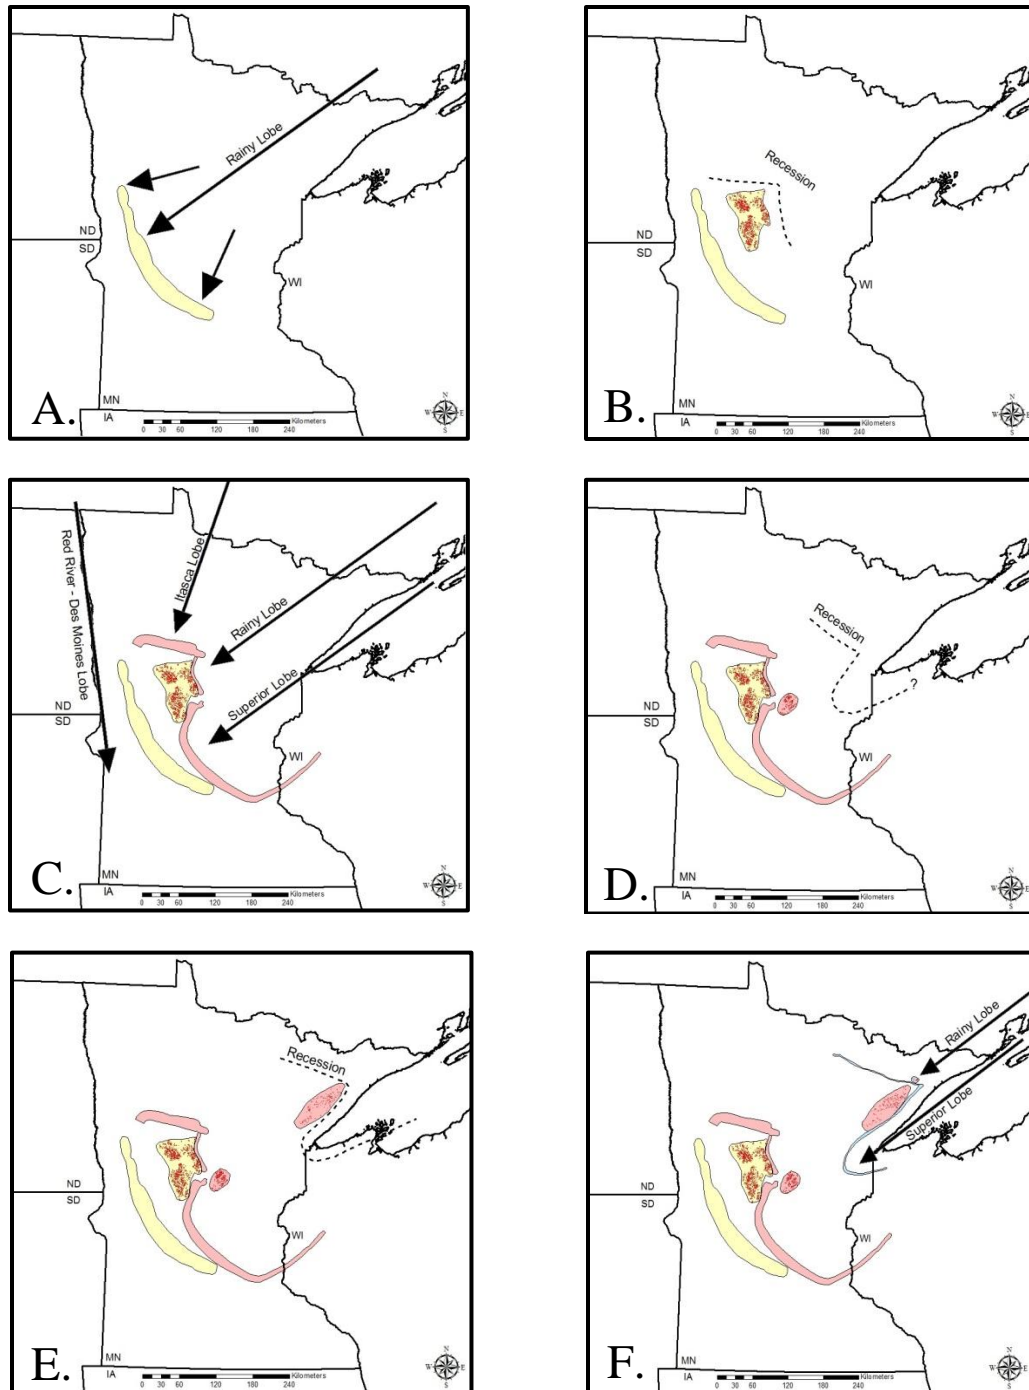 Rainy Lobe
ND
SD
WI
MN
IA
Kilometers
0 30 60 120 180 240
N
W E
S
A.
Recession
ND
SD
WI
MN
IA
Kilometers
0 30 60 120 180 240
N
W E
S
B.
Red River - Des Moines Lobe
Itasca Lobe
Rainy Lobe
Superior Lobe
ND
SD
WI
MN
IA
Kilometers
0 30 60 120 180 240
N
W E
S
C.
Recession
?
ND
SD
WI
MN
IA
Kilometers
0 30 60 120 180 240
N
W E
S
D.
Recession
ND
SD
WI
MN
IA
Kilometers
0 30 60 120 180 240
N
W E
S
E.
Rainy Lobe
Superior Lobe
ND
SD
WI
MN
IA
Kilometers
0 30 60 120 180 240
N
W E
S
F.